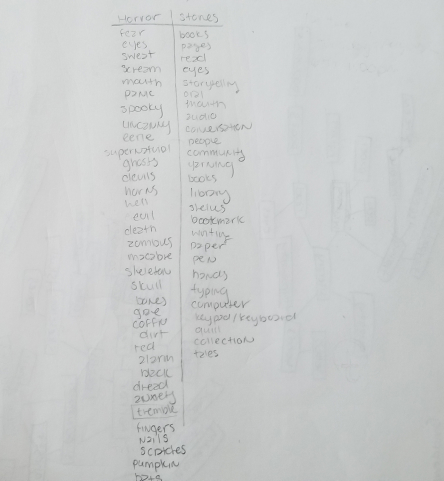 Horror
fear
eyes
sweat
scream
mouth
panic
spooky
uncanny
eerie
supernatural
ghosts
devils
horns
hell
evil
death
zombies
macabre
skeleton
skull
bones
gore
coffin
dirt
red
alarm
black
dread
anxiety
tremble
fingers
nails
scratches
pumpkin
bats
Stories
books
pages
read
eyes
storytelling
oral
mouth
audio
conversation
people
community
books
library
shelves
bookmark
writing
paper
pen
hands
typing
computer
keypad/keyboard
quill
collection
tales